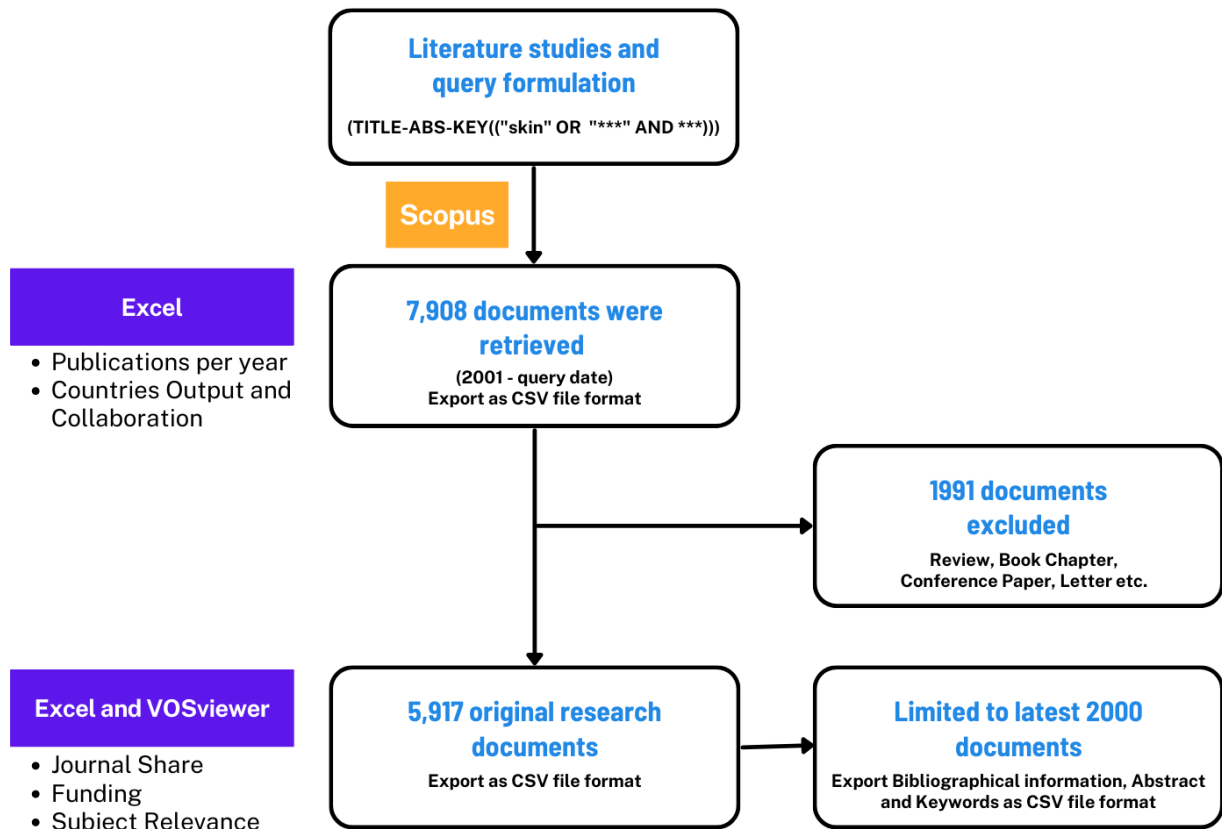 Literature studies and
query formulation
(TITLE-ABS-KEY(("skin" OR "***" AND ***)))
Scopus
Excel
• Publications per year
• Countries Output and
Collaboration
7,908 documents were
retrieved
(2001 - query date)
Export as CSV file format
1991 documents
excluded
Review, Book Chapter,
Conference Paper, Letter etc.
Excel and VOSviewer
• Journal Share
• Funding
• Subject Relevance
5,917 original research
documents
Export as CSV file format
Limited to latest 2000
documents
Export Bibliographical information, Abstract
and Keywords as CSV file format